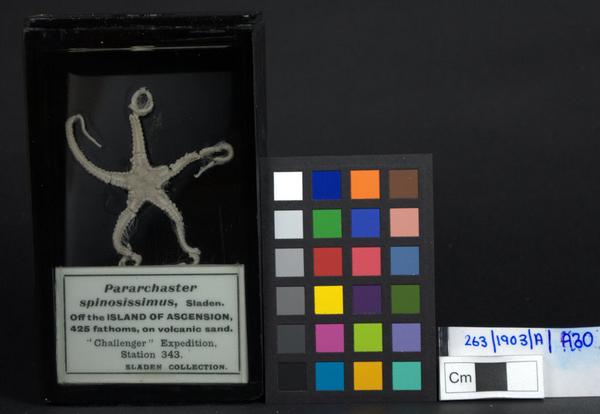 Pararchaster
spinosissimus, Sladen.
Off the ISLAND OF ASCENSION,
425 fathoms, on volcanic sand.
"Challenger" Expedition,
Station 343.
SLADEN COLLECTION.
263/1903/A/ A30
Cm